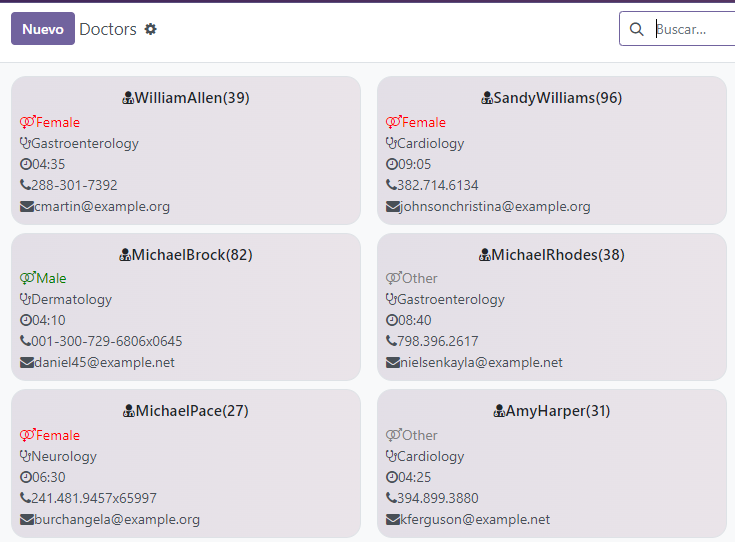 Nuevo Doctors Buscar...
WilliamAllen(39)
Female
Gastroenterology
04:35
288-301-7392
cmartin@example.org
SandyWilliams(96)
Female
Cardiology
09:05
382.714.6134
johnsonchristina@example.org
MichaelBrock(82)
Male
Dermatology
04:10
001-300-729-6806x0645
daniel45@example.net
MichaelRhodes(38)
Other
Gastroenterology
08:40
798.396.2617
nielsenkayla@example.net
MichaelPace(27)
Female
Neurology
06:30
241.481.9457x65997
burchangela@example.org
AmyHarper(31)
Other
Cardiology
04:25
394.899.3880
kferguson@example.net